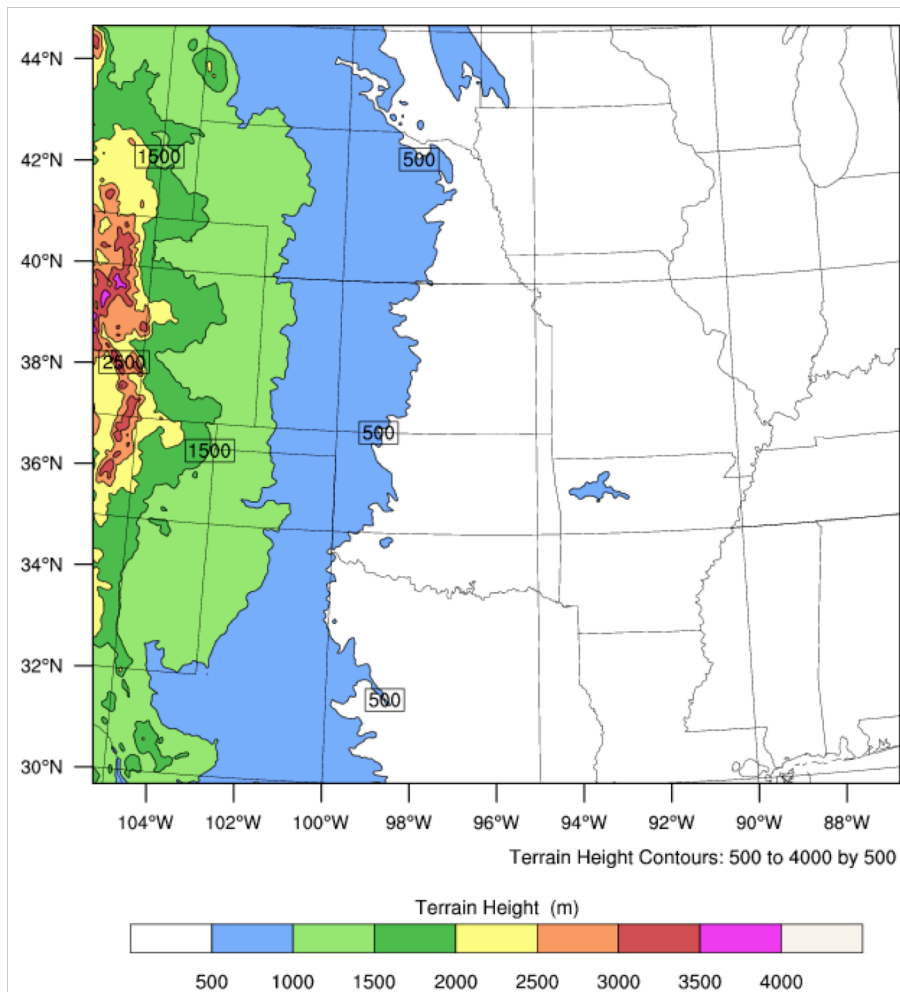 44°N
42°N
40°N
38°N
36°N
34°N
32°N
30°N
1500
500
2500
500
1500
500
104°W 102°W 100°W 98°W 96°W 94°W 92°W 90°W 88°W
Terrain Height Contours: 500 to 4000 by 500
Terrain Height (m)
500 1000 1500 2000 2500 3000 3500 4000